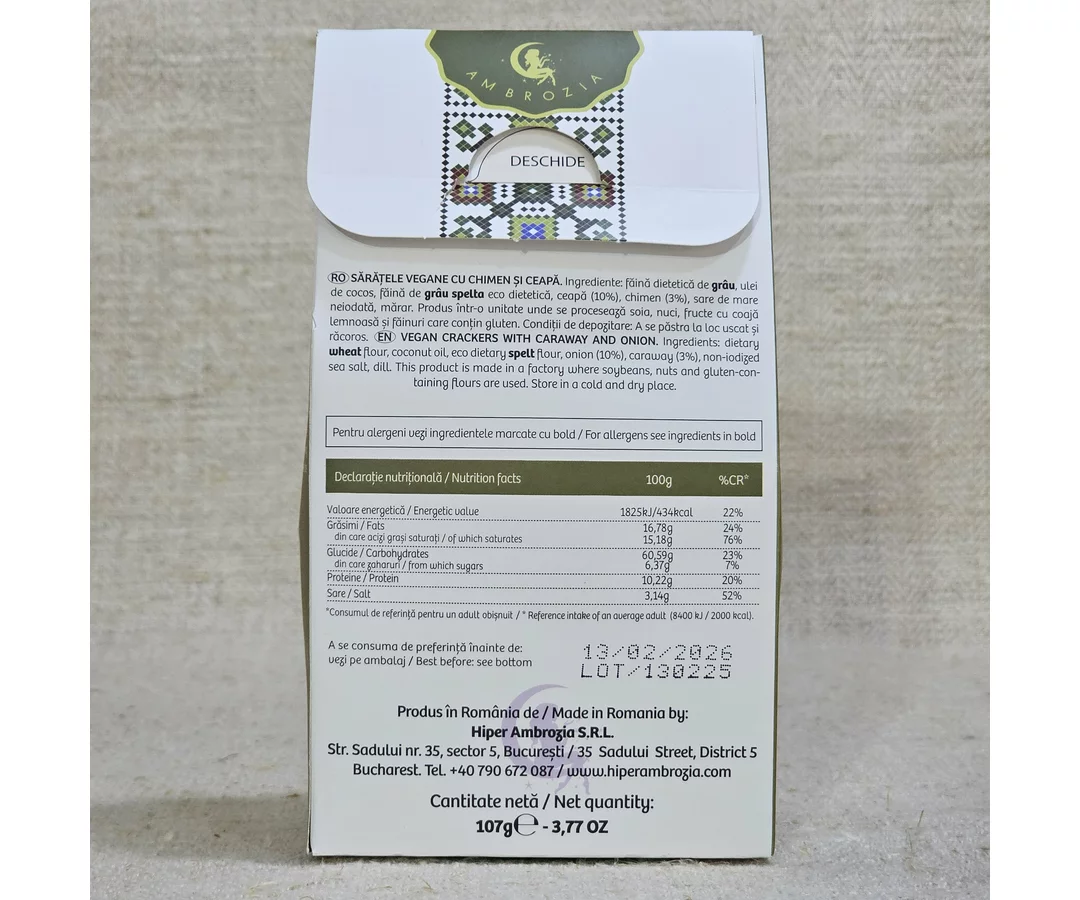 AMBROZIA
DESCHIDE
RO SĂRĂȚELE VEGANE CU CHIMEN ȘI CEAPĂ. Ingrediente: făină dietetică de grâu, ulei
de cocos, făină de grâu spelta eco dietetică, ceapă (10%), chimen (3%), sare de mare
neiodată, mărar. Produs într-o unitate unde se procesează soia, nuci, fructe cu coajă
lemnoasă și făinuri care conțin gluten. Condiții de depozitare: A se păstra la loc uscat și
răcoros. EN VEGAN CRACKERS WITH CARAWAY AND ONION. Ingredients: dietary
wheat flour, coconut oil, eco dietary spelt flour, onion (10%), caraway (3%), non-iodized
sea salt, dill. This product is made in a factory where soybeans, nuts and gluten-con-
taining flours are used. Store in a cold and dry place.
Pentru alergeni vezi ingredientele marcate cu bold / For allergens see ingredients in bold
Declarație nutrițională / Nutrition facts 100g %CR*
Valoare energetică / Energetic value 1825kJ/434kcal 22%
Grăsimi / Fats 16,78g 24%
din care acizi grași saturați / of which saturates 15,18g 76%
Glucide / Carbohydrates 60,59g 23%
din care zaharuri / from which sugars 6,37g 7%
Proteine / Protein 10,22g 20%
Sare / Salt 3,14g 52%
*Consumul de referință pentru un adult obișnuit / * Reference intake of an average adult (8400 kJ / 2000 kcal).
A se consuma de preferință înainte de:
vezi pe ambalaj / Best before: see bottom
13/02/2026
LOT/130225
Produs în România de / Made in Romania by:
Hiper Ambrozia S.R.L.
Str. Sadului nr. 35, sector 5, București / 35 Sadului Street, District 5
Bucharest. Tel. +40 790 672 087 / www.hiperambrozia.com
Cantitate netă / Net quantity:
107g℮ - 3,77 OZ